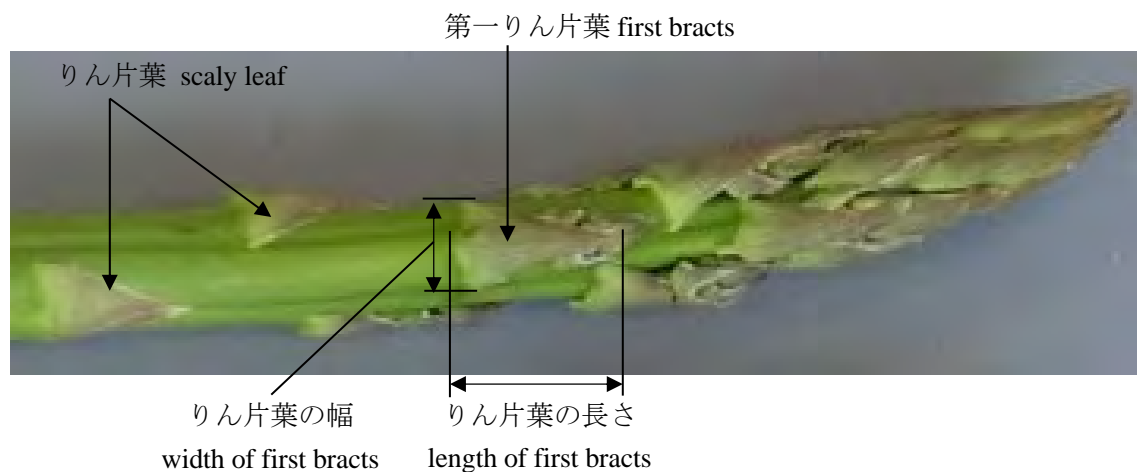 第一りん片葉 first bracts
りん片葉 scaly leaf
りん片葉の幅
width of first bracts
りん片葉の長さ
length of first bracts